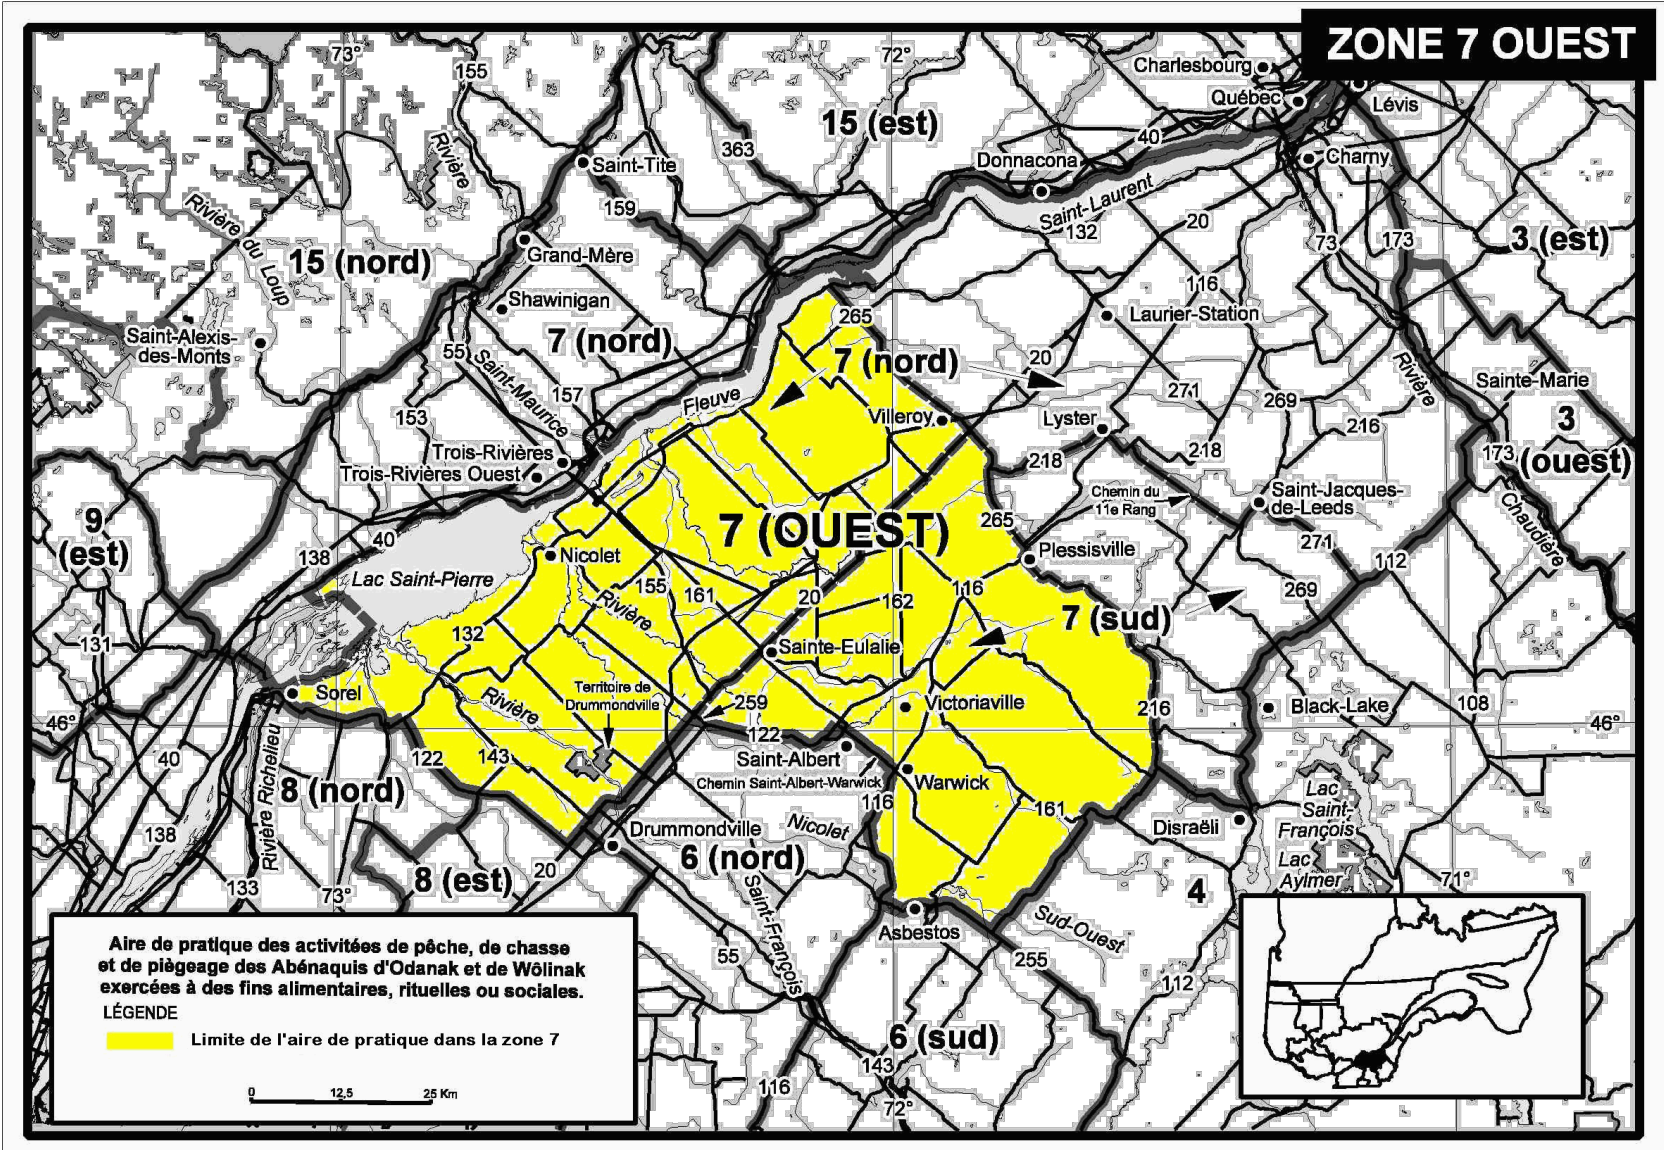 ZONE 7 OUEST
73°
155
72°
Charlesbourg
Québec
Lévis
15 (est)
40
363
Donnacona
Charny
Saint-Tite
Rivière
159
Saint-Laurent
132
20
73
173
3 (est)
Rivière du Loup
15 (nord)
Grand-Mère
Shawinigan
116
Laurier-Station
265
Saint-Alexis-
des-Monts
7 (nord)
7 (nord)
55
Saint-Maurice
20
271
Rivière
Sainte-Marie
157
Fleuve
269
153
Villeroy
Lyster
216
3
(ouest)
Trois-Rivières
Trois-Rivières Ouest
218
218
173
Chemin du
11e Rang
Saint-Jacques-
de-Leeds
Chaudière
9
(est)
7 (OUEST)
265
138
40
Nicolet
Plessisville
271
112
Lac Saint-Pierre
155
161
20
162
116
269
Rivière
7 (sud)
131
132
Sainte-Eulalie
Sorel
Rivière
Territoire de
Drummondville
259
Victoriaville
216
Black-Lake
108
46°
46°
122
40
122
143
Saint-Albert
Chemin Saint-Albert-Warwick
Warwick
Rivière Richelieu
8 (nord)
116
161
Lac
Saint-
François
138
Drummondville
Nicolet
Disraëli
6 (nord)
Lac
Aylmer
8 (est)
20
133
73°
71°
4
Saint-François
Sud-Ouest
Asbestos
55
255
112
6 (sud)
143
116
72°
Aire de pratique des activitées de pêche, de chasse
et de piègeage des Abénaquis d'Odanak et de Wôlinak
exercées à des fins alimentaires, rituelles ou sociales.
LÉGENDE
Limite de l'aire de pratique dans la zone 7
0 12,5 25 Km